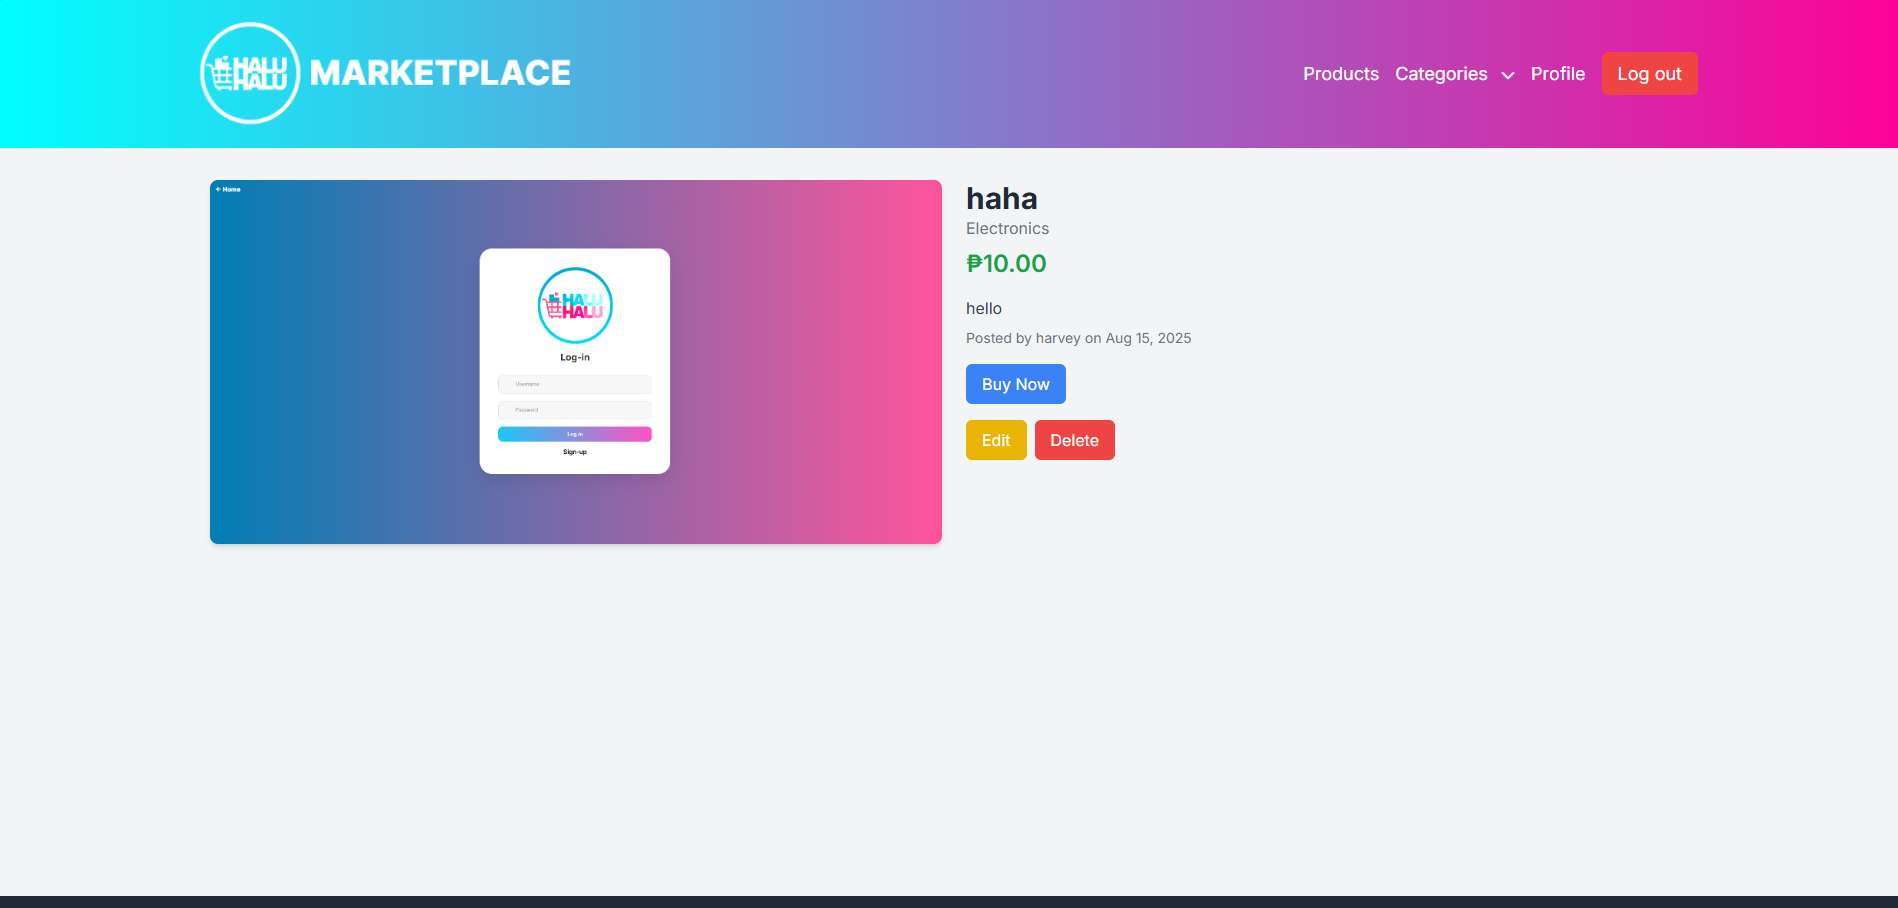 HALU
HALU
MARKETPLACE
Products Categories Profile Log out
← Home
HALU
HALU
Log-in
Username
Password
Log in
Sign-up
haha
Electronics
₱10.00
hello
Posted by harvey on Aug 15, 2025
Buy Now
Edit Delete